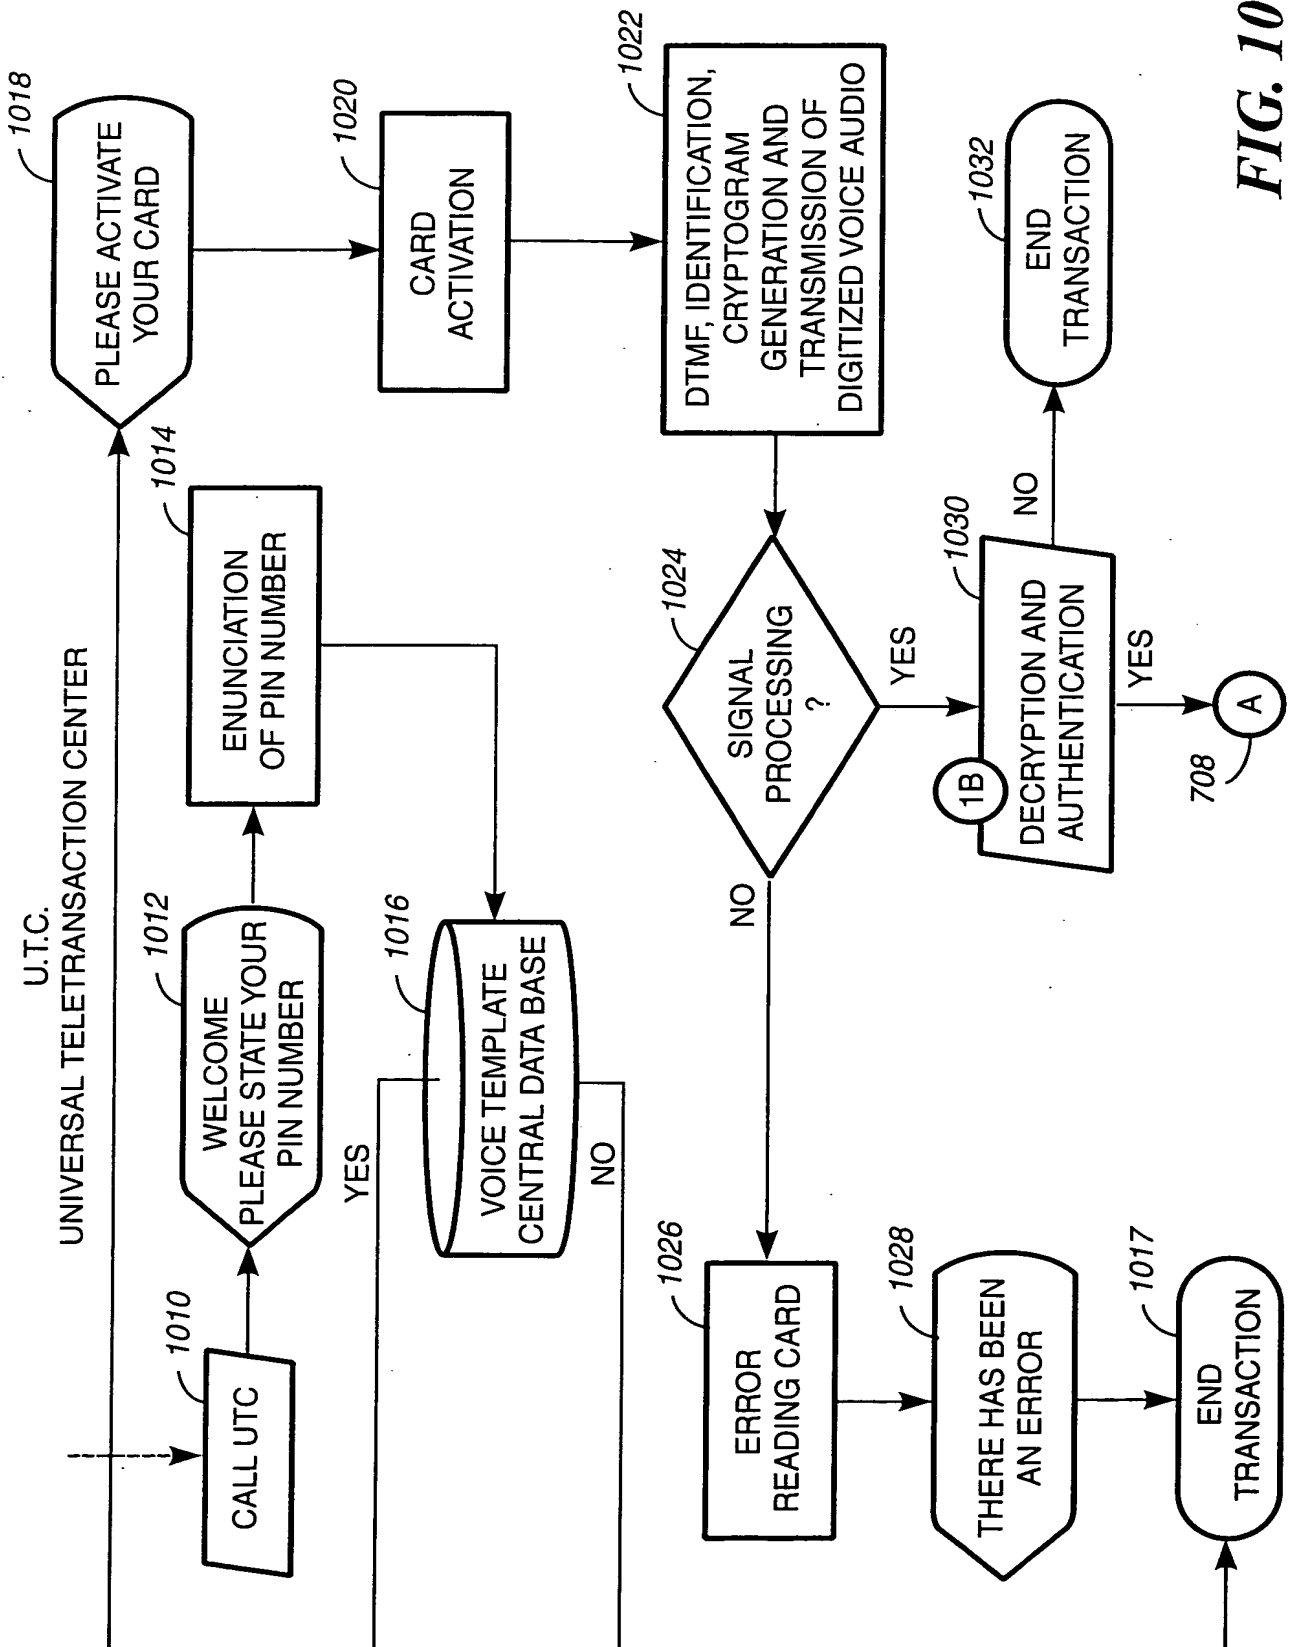 U.T.C.
UNIVERSAL TELETRANSACTION CENTER
1010
CALL UTC
1012
WELCOME
PLEASE STATE YOUR
PIN NUMBER
1014
ENUNCIATION
OF PIN NUMBER
1018
PLEASE ACTIVATE
YOUR CARD
YES
1016
VOICE TEMPLATE
CENTRAL DATA BASE
NO
1020
CARD
ACTIVATION
1026
ERROR
READING CARD
NO
1024
SIGNAL
PROCESSING
?
YES
1022
DTMF, IDENTIFICATION,
CRYPTOGRAM
GENERATION AND
TRANSMISSION OF
DIGITIZED VOICE AUDIO
1028
THERE HAS BEEN
AN ERROR
1B
1030
DECRYPTION AND
AUTHENTICATION
NO
YES
1032
END
TRANSACTION
1017
END
TRANSACTION
708
A
FIG. 10